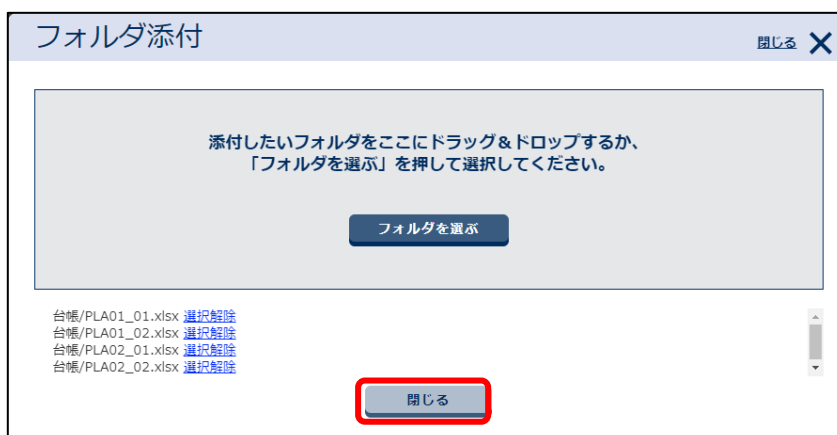 フォルダ添付
閉じる
添付したいフォルダをここにドラッグ&ドロップするか、
「フォルダを選ぶ」を押して選択してください。
フォルダを選ぶ
台帳/PLA01_01.xlsx 選択解除
台帳/PLA01_02.xlsx 選択解除
台帳/PLA02_01.xlsx 選択解除
台帳/PLA02_02.xlsx 選択解除
閉じる